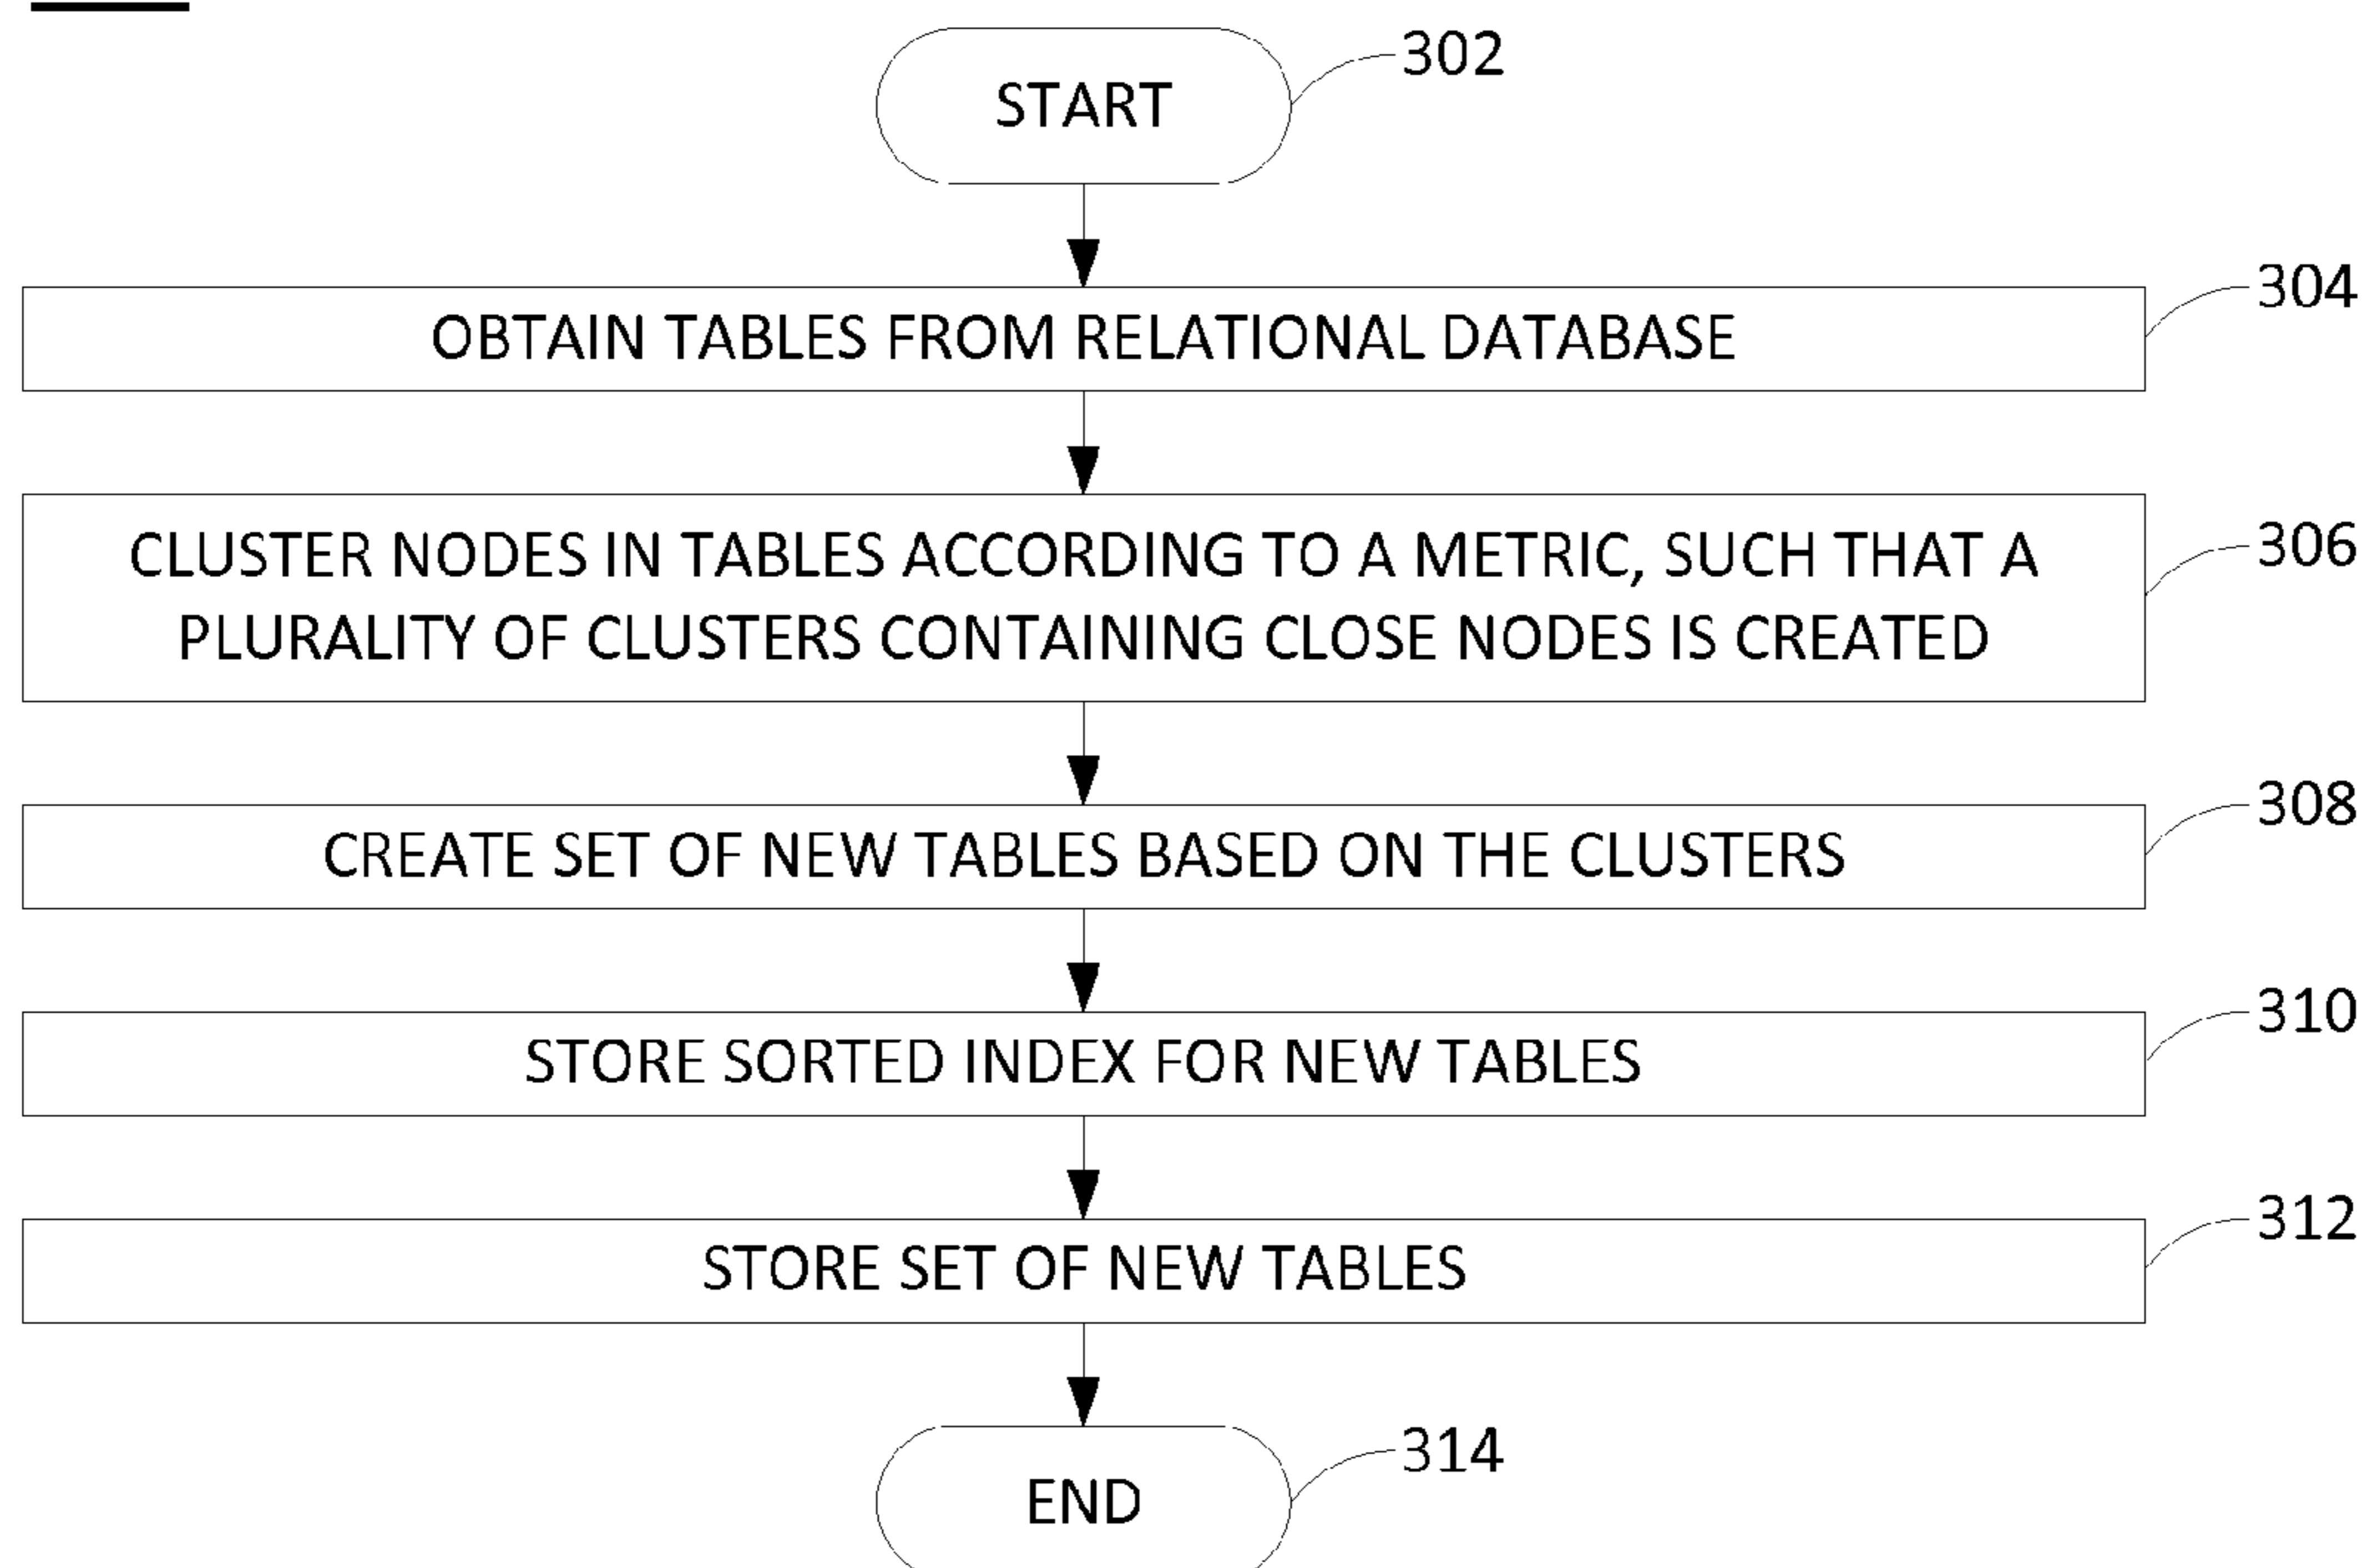 START
302
OBTAIN TABLES FROM RELATIONAL DATABASE
304
CLUSTER NODES IN TABLES ACCORDING TO A METRIC, SUCH THAT A
PLURALITY OF CLUSTERS CONTAINING CLOSE NODES IS CREATED
306
CREATE SET OF NEW TABLES BASED ON THE CLUSTERS
308
STORE SORTED INDEX FOR NEW TABLES
310
STORE SET OF NEW TABLES
312
END
314